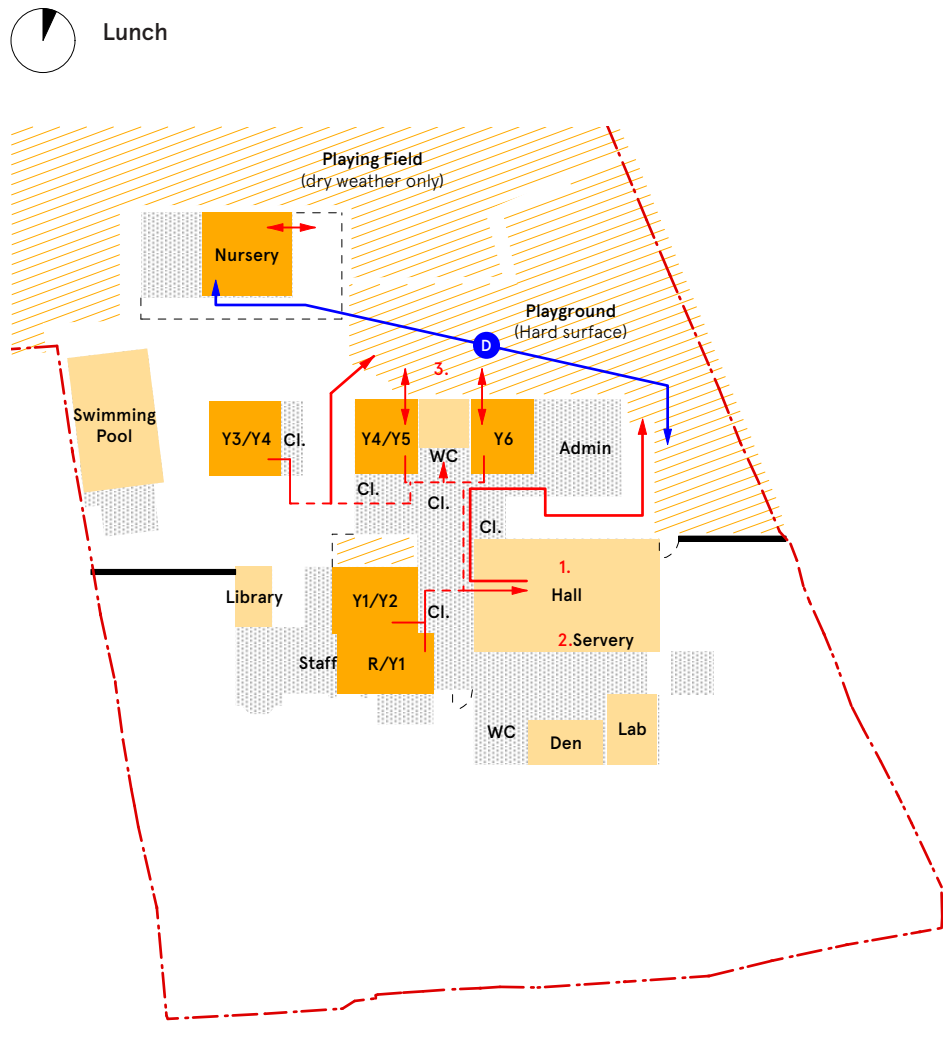 Lunch
Playing Field
(dry weather only)
Nursery
Playground
(Hard surface)
D
3.
Swimming
Pool
Y3/Y4
Cl.
Y4/Y5
WC
Y6
Admin
Cl.
Cl.
Cl.
1.
Hall
Library
Y1/Y2
Cl.
2.Servery
Staff
R/Y1
WC
Den
Lab